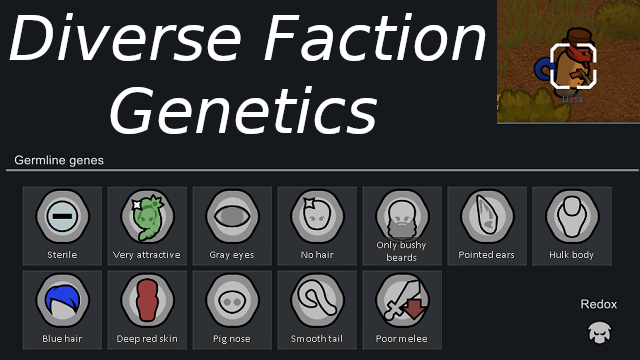 Diverse Faction
Genetics
Lissa
Germline genes
Sterile
Very attractive
Gray eyes
No hair
Only bushy
beards
Pointed ears
Hulk body
Blue hair
Deep red skin
Pig nose
Smooth tail
Poor melee
Redox